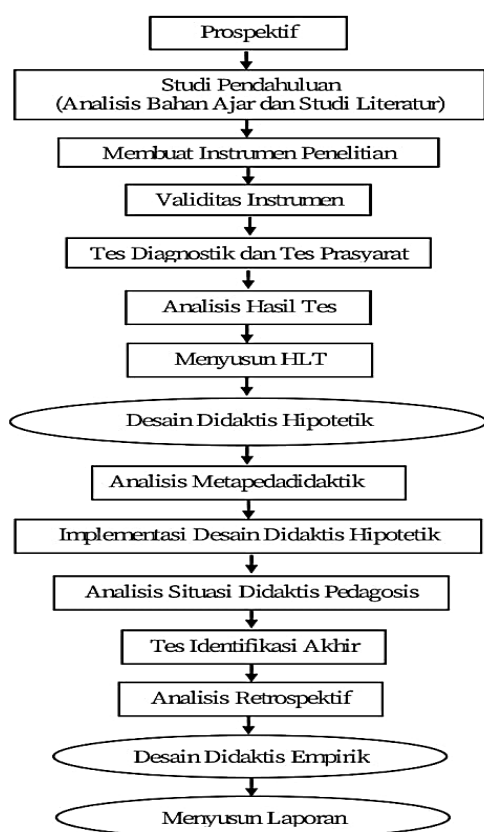 Prospektif
Studi Pendahuluan
(Analisis Bahan Ajar dan Studi Literatur)
Membuat Instrumen Penelitian
Validitas Instrumen
Tes Diagnostik dan Tes Prasyarat
Analisis Hasil Tes
Menyusun HLT
Desain Didaktis Hipotetik
Analisis Metapedadidaktik
Implementasi Desain Didaktis Hipotetik
Analisis Situasi Didaktis Pedagosis
Tes Identifikasi Akhir
Analisis Retrospektif
Desain Didaktis Empirik
Menyusun Laporan